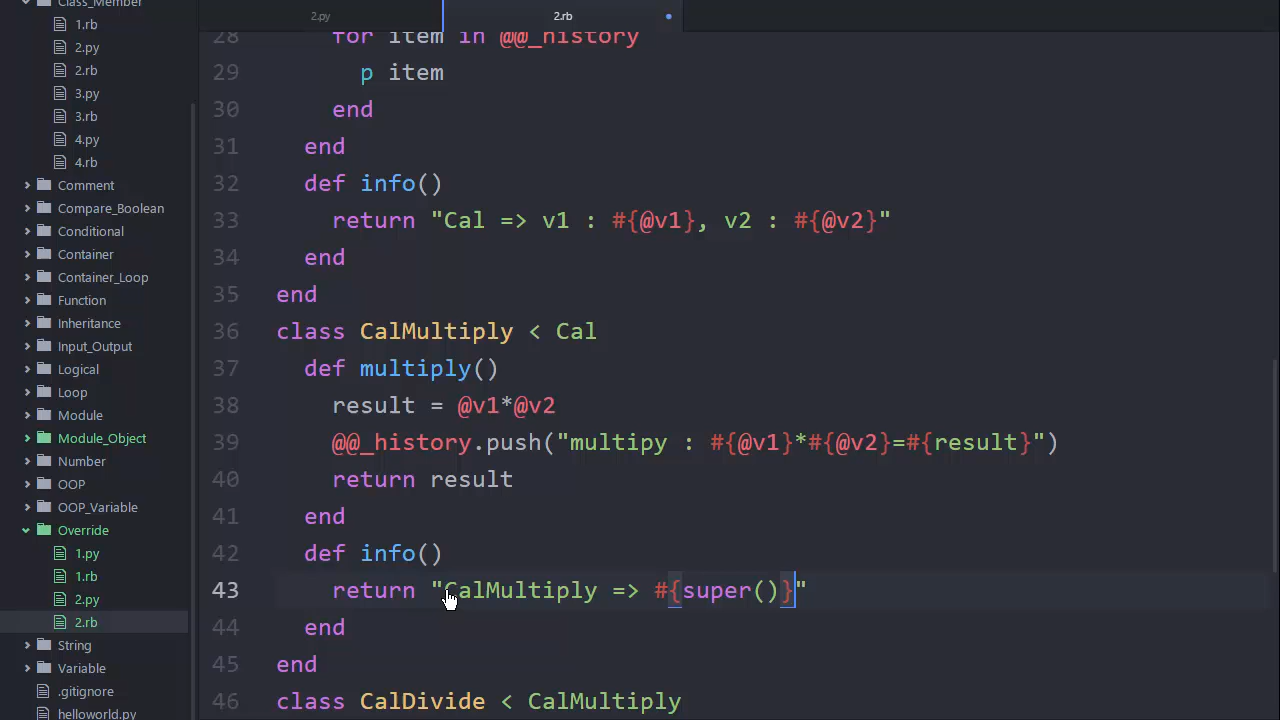 Class_Member
1.rb
2.py
2.rb
3.py
3.rb
4.py
4.rb
Comment
Compare_Boolean
Conditional
Container
Container_Loop
Function
Inheritance
Input_Output
Logical
Loop
Module
Module_Object
Number
OOP
OOP_Variable
Override
1.py
1.rb
2.py
2.rb
String
Variable
.gitignore
helloworld.py
2.py
2.rb
28 for item in @@_history
29 p item
30 end
31 end
32 def info()
33 return "Cal => v1 : #{@v1}, v2 : #{@v2}"
34 end
35 end
36 class CalMultiply < Cal
37 def multiply()
38 result = @v1*@v2
39 @@_history.push("multipy : #{@v1}*#{@v2}=#{result}")
40 return result
41 end
42 def info()
43 return "CalMultiply => #{super()}"
44 end
45 end
46 class CalDivide < CalMultiply